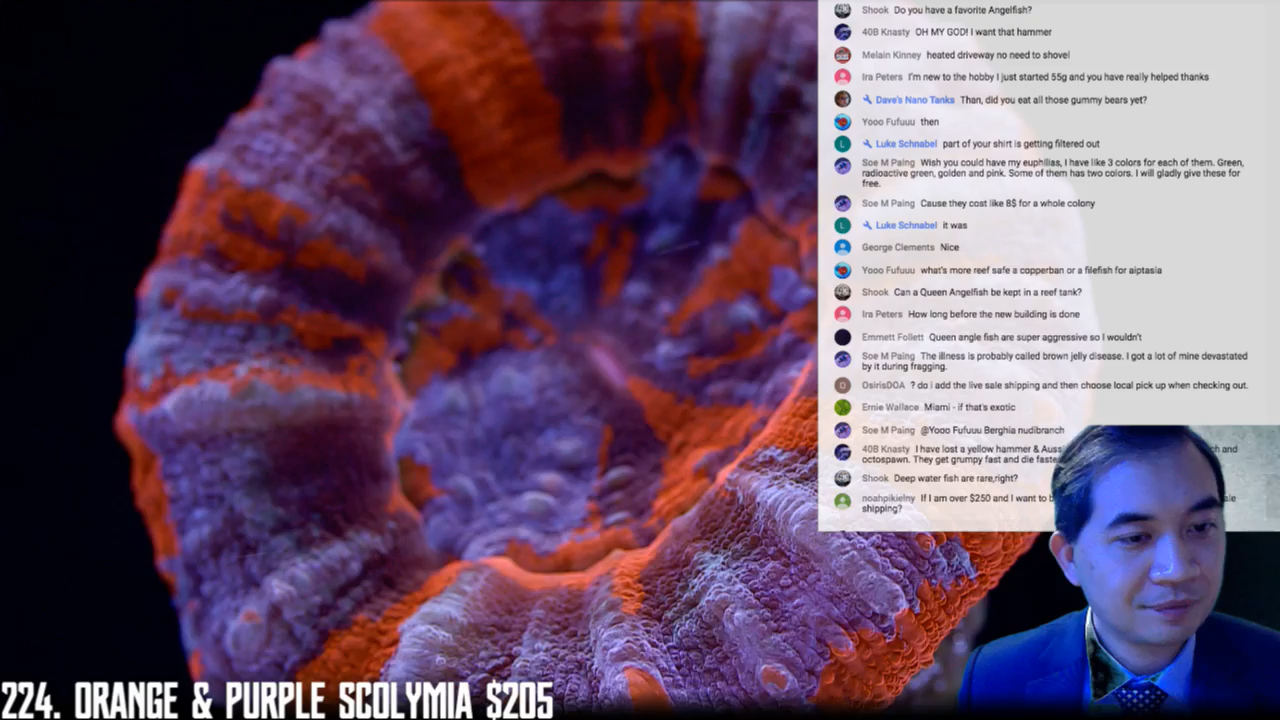 Shook Do you have a favorite Angelfish?
40B Knasty OH MY GOD! I want that hammer
Melain Kinney heated driveway no need to shovel
Ira Peters I'm new to the hobby I just started 55g and you have really helped thanks
Dave's Nano Tanks Than, did you eat all those gummy bears yet?
Yooo Fufuuu then
L Luke Schnabel part of your shirt is getting filtered out
Soe M Paing Wish you could have my euphilias, I have like 3 colors for each of them. Green,
radioactive green, golden and pink. Some of them has two colors. I will gladly give these for
free.
Soe M Paing Cause they cost like 8$ for a whole colony
L Luke Schnabel it was
George Clements Nice
Yooo Fufuuu what's more reef safe a copperban or a filefish for aiptasia
Shook Can a Queen Angelfish be kept in a reef tank?
Ira Peters How long before the new building is done
Emmett Follett Queen angle fish are super aggressive so I wouldn't
Soe M Paing The illness is probably called brown jelly disease. I got a lot of mine devastated
by it during fragging.
D OsirisDOA ? do i add the live sale shipping and then choose local pick up when checking out.
Ernie Wallace Miami - if that's exotic
Soe M Paing @Yooo Fufuuu Berghia nudibranch
40B Knasty I have lost a yellow hammer & Auss ch and
octospawn. They get grumpy fast and die faste
Shook Deep water fish are rare,right?
noahpikielny If I am over $250 and I want to b ale
shipping?
224. ORANGE & PURPLE SCOLYMIA $205